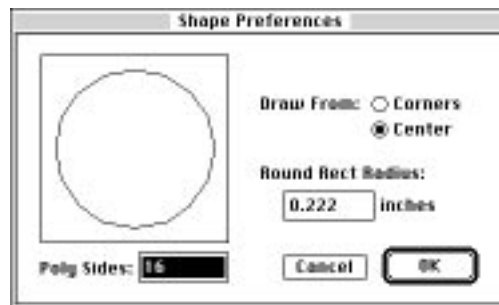 Shape Preferences
Draw From: Corners
Center
Round Rect Radius:
0.222 inches
Poly Sides: 16
Cancel OK